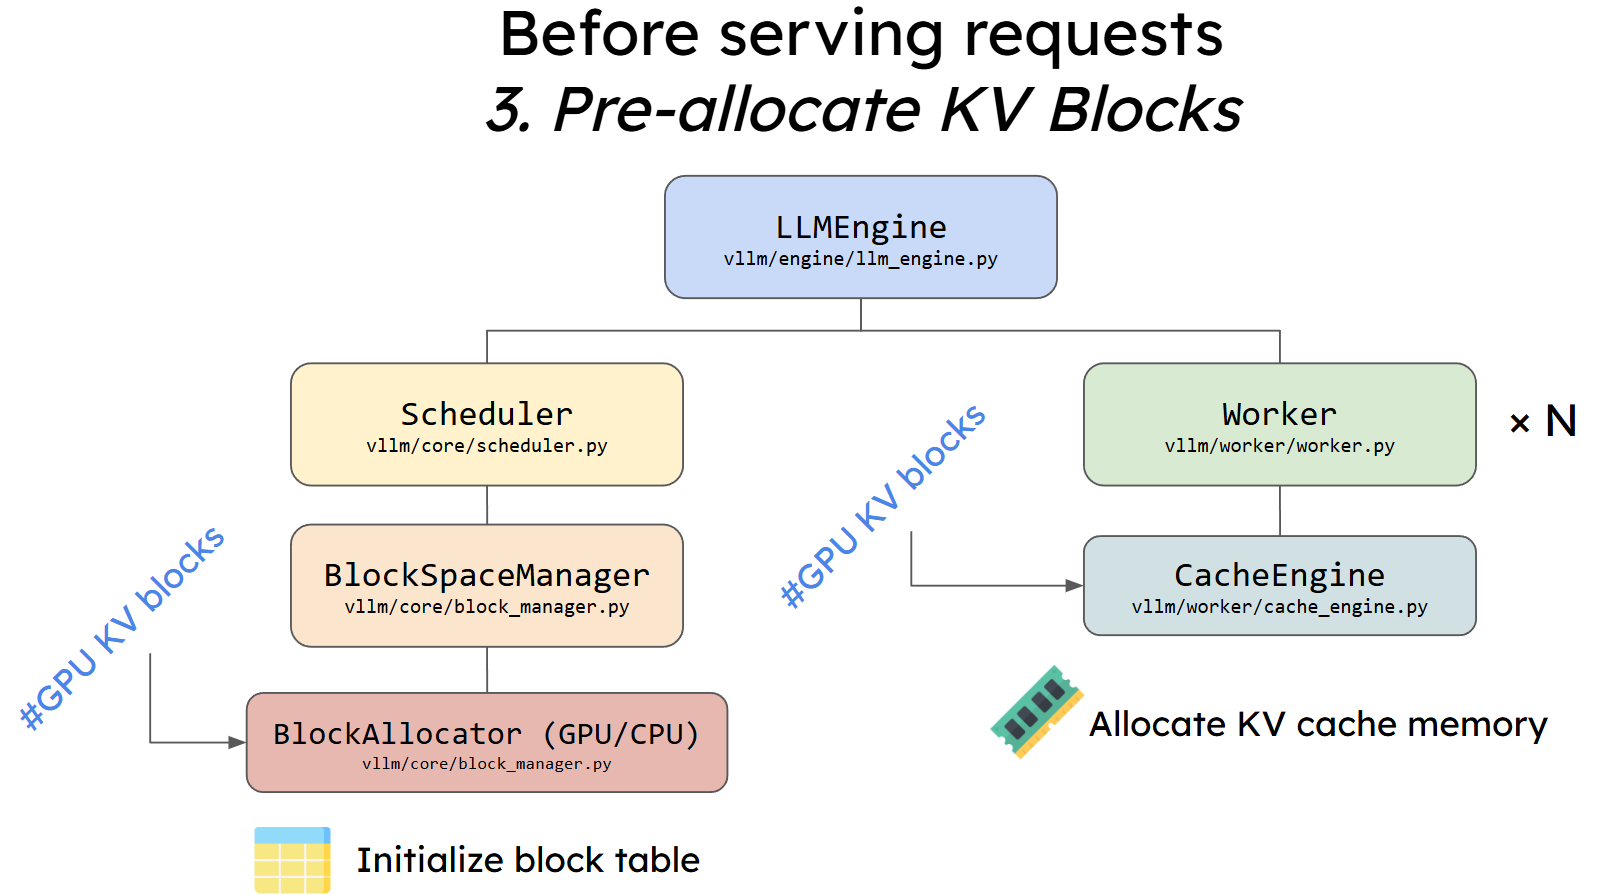 Before serving requests
3. Pre-allocate KV Blocks
LLMEngine
vllm/engine/llm_engine.py
Scheduler
vllm/core/scheduler.py
Worker
vllm/worker/worker.py
× N
#GPU KV blocks
BlockSpaceManager
vllm/core/block_manager.py
#GPU KV blocks
CacheEngine
vllm/worker/cache_engine.py
BlockAllocator (GPU/CPU)
vllm/core/block_manager.py
Allocate KV cache memory
Initialize block table